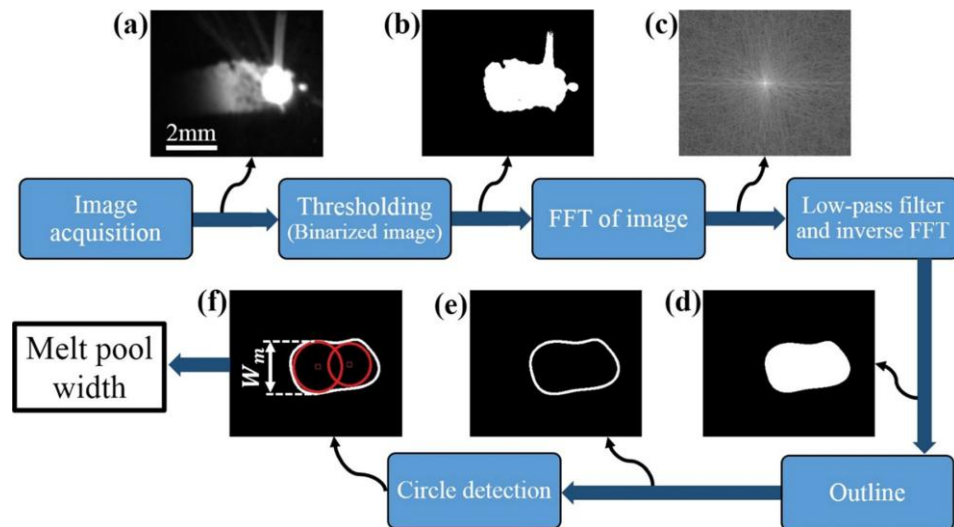 (a)
(b)
(c)
2mm
Image
acquisition
Thresholding
(Binarized image)
FFT of image
Low-pass filter
and inverse FFT
(f)
(e)
(d)
Melt pool
width
W_m
Circle detection
Outline